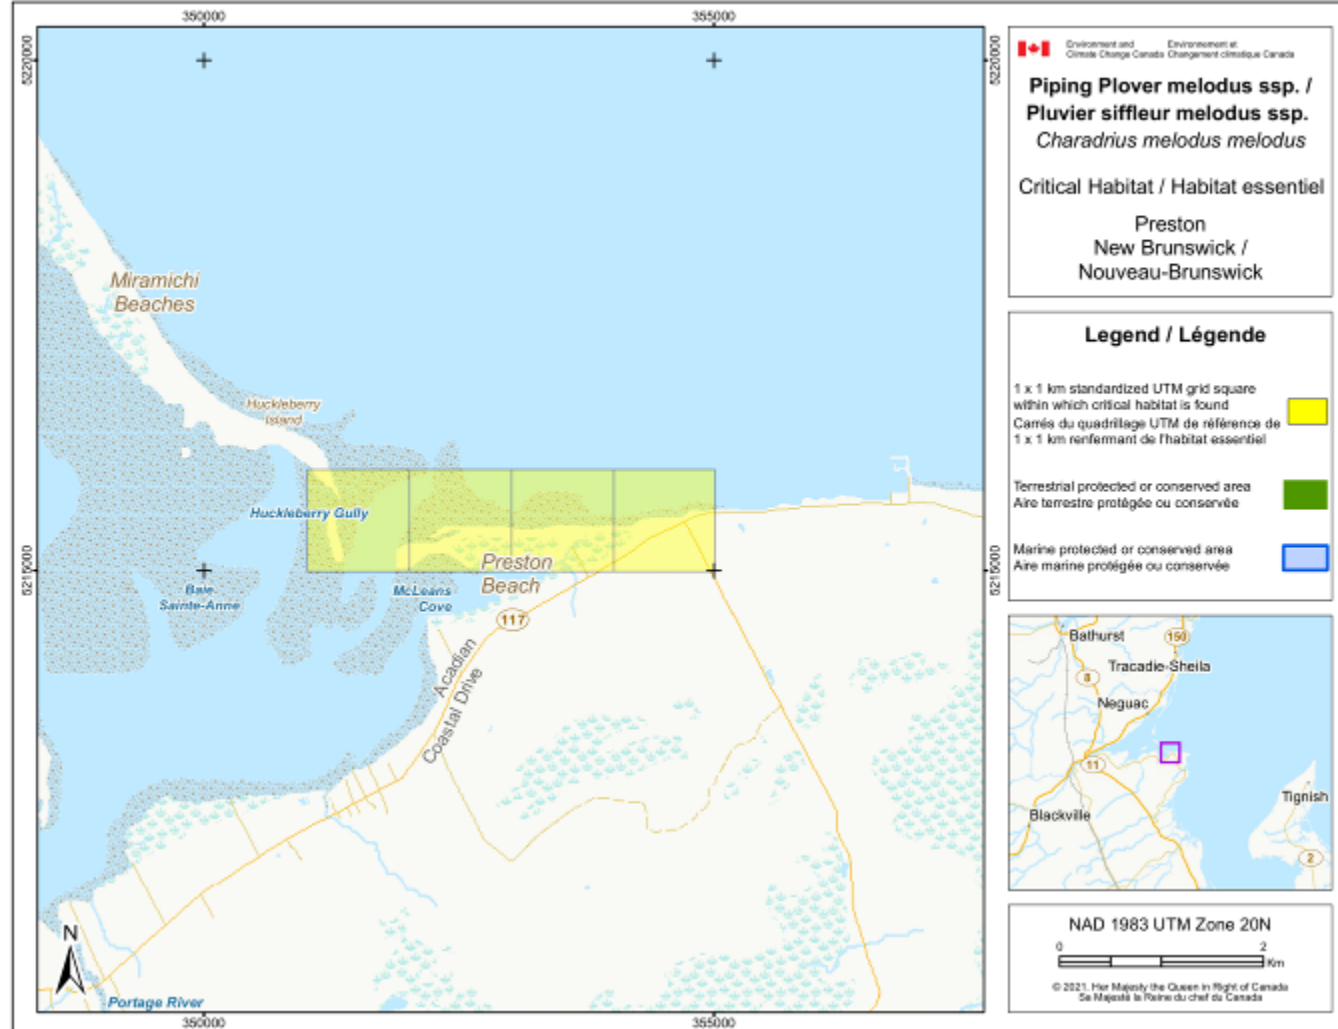 350000
355000
5220000
5220000
Miramichi
Beaches
Huckleberry
Island
Huckleberry Gully
Preston
Beach
Baie
Sainte-Anne
McLeans
Cove
117
Acadian
Coastal Drive
5215000
5215000
N
Portage River
350000
355000
Environment and
Climate Change Canada
Environnement et
Changement climatique Canada
Piping Plover melodus ssp. /
Pluvier siffleur melodus ssp.
Charadrius melodus melodus
Critical Habitat / Habitat essentiel
Preston
New Brunswick /
Nouveau-Brunswick
Legend / Légende
1 x 1 km standardized UTM grid square
within which critical habitat is found
Carrés du quadrillage UTM de référence de
1 x 1 km renfermant de l'habitat essentiel
Terrestrial protected or conserved area
Aire terrestre protégée ou conservée
Marine protected or conserved area
Aire marine protégée ou conservée
Bathurst
150
Tracadie-Sheila
8
Neguac
11
Blackville
Tignish
2
NAD 1983 UTM Zone 20N
0 2
Km
© 2021. Her Majesty the Queen in Right of Canada
Sa Majesté la Reine du chef du Canada